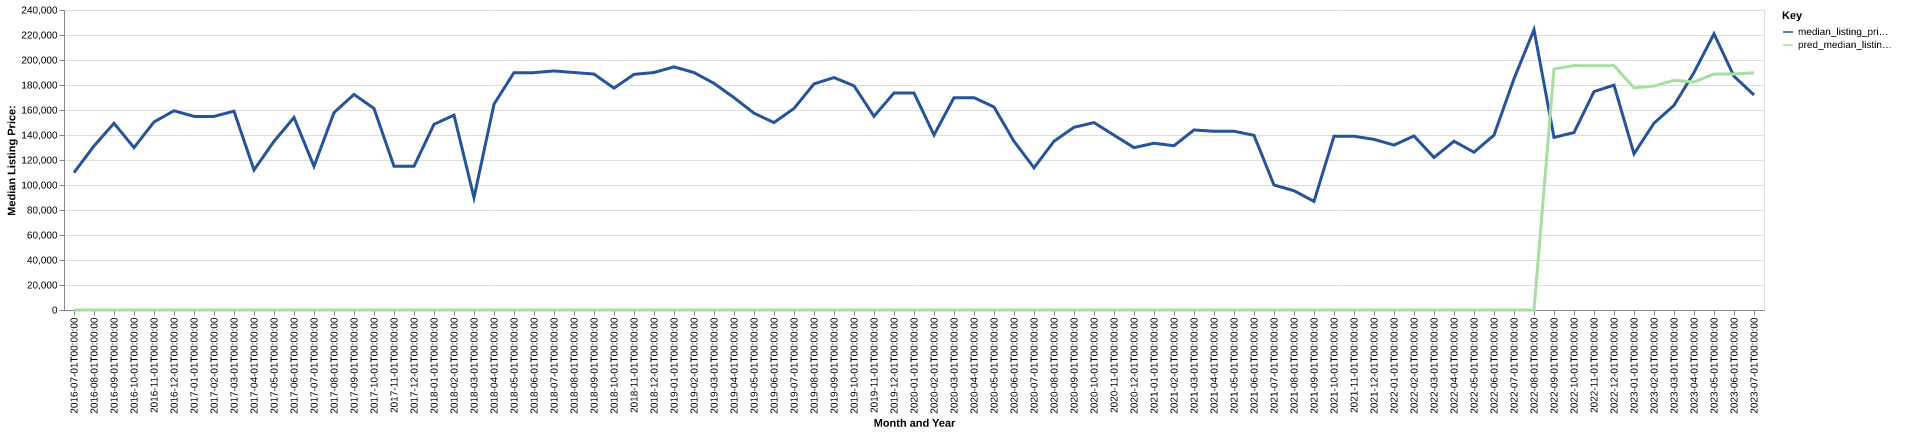 240,000
220,000
200,000
180,000
160,000
140,000
120,000
100,000
80,000
60,000
40,000
20,000
0
Median Listing Price:
2016-07-01T00:00:00
2016-08-01T00:00:00
2016-09-01T00:00:00
2016-10-01T00:00:00
2016-11-01T00:00:00
2016-12-01T00:00:00
2017-01-01T00:00:00
2017-02-01T00:00:00
2017-03-01T00:00:00
2017-04-01T00:00:00
2017-05-01T00:00:00
2017-06-01T00:00:00
2017-07-01T00:00:00
2017-08-01T00:00:00
2017-09-01T00:00:00
2017-10-01T00:00:00
2017-11-01T00:00:00
2017-12-01T00:00:00
2018-01-01T00:00:00
2018-02-01T00:00:00
2018-03-01T00:00:00
2018-04-01T00:00:00
2018-05-01T00:00:00
2018-06-01T00:00:00
2018-07-01T00:00:00
2018-08-01T00:00:00
2018-09-01T00:00:00
2018-10-01T00:00:00
2018-11-01T00:00:00
2018-12-01T00:00:00
2019-01-01T00:00:00
2019-02-01T00:00:00
2019-03-01T00:00:00
2019-04-01T00:00:00
2019-05-01T00:00:00
2019-06-01T00:00:00
2019-07-01T00:00:00
2019-08-01T00:00:00
2019-09-01T00:00:00
2019-10-01T00:00:00
2019-11-01T00:00:00
2019-12-01T00:00:00
2020-01-01T00:00:00
2020-02-01T00:00:00
2020-03-01T00:00:00
2020-04-01T00:00:00
2020-05-01T00:00:00
2020-06-01T00:00:00
2020-07-01T00:00:00
2020-08-01T00:00:00
2020-09-01T00:00:00
2020-10-01T00:00:00
2020-11-01T00:00:00
2020-12-01T00:00:00
2021-01-01T00:00:00
2021-02-01T00:00:00
2021-03-01T00:00:00
2021-04-01T00:00:00
2021-05-01T00:00:00
2021-06-01T00:00:00
2021-07-01T00:00:00
2021-08-01T00:00:00
2021-09-01T00:00:00
2021-10-01T00:00:00
2021-11-01T00:00:00
2021-12-01T00:00:00
2022-01-01T00:00:00
2022-02-01T00:00:00
2022-03-01T00:00:00
2022-04-01T00:00:00
2022-05-01T00:00:00
2022-06-01T00:00:00
2022-07-01T00:00:00
2022-08-01T00:00:00
2022-09-01T00:00:00
2022-10-01T00:00:00
2022-11-01T00:00:00
2022-12-01T00:00:00
2023-01-01T00:00:00
2023-02-01T00:00:00
2023-03-01T00:00:00
2023-04-01T00:00:00
2023-05-01T00:00:00
2023-06-01T00:00:00
2023-07-01T00:00:00
Month and Year
Key
median_listing_pri…
pred_median_listin…